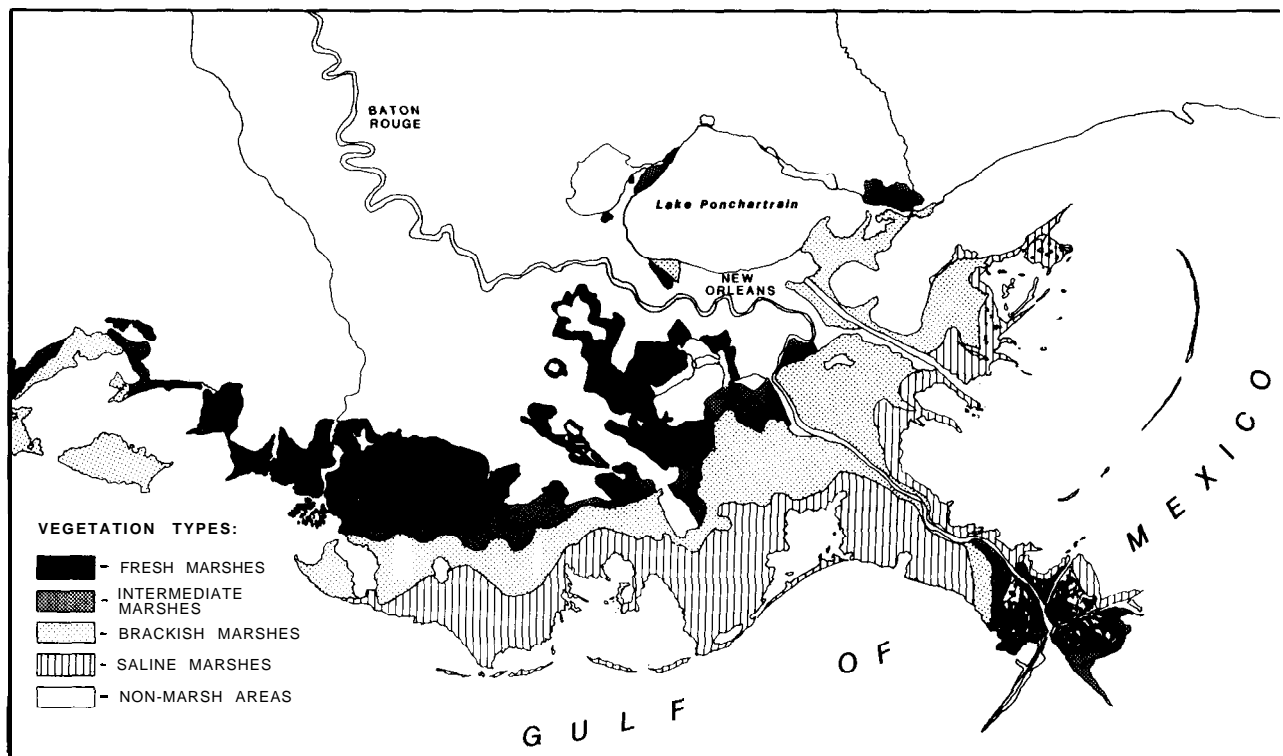 BATON
ROUGE
Lake Ponchartrain
NEW
ORLEANS
VEGETATION TYPES:
- FRESH MARSHES
- INTERMEDIATE
MARSHES
- BRACKISH MARSHES
- SALINE MARSHES
- NON-MARSH AREAS
GULF OF MEXICO